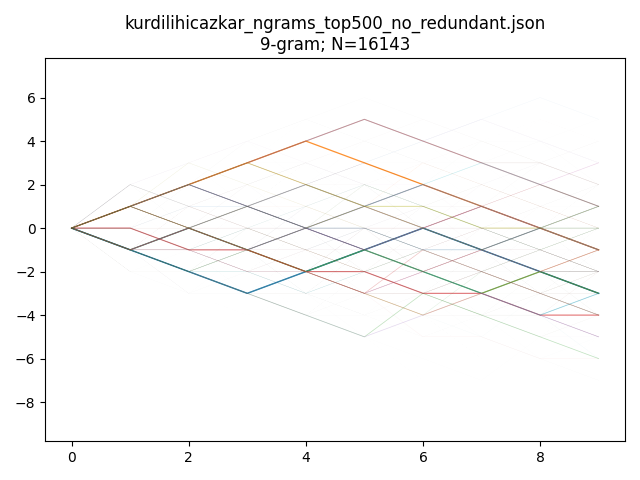 kurdilihicazkar_ngrams_top500_no_redundant.json
9-gram; N=16143
6
4
2
0
−2
−4
−6
−8
0 2 4 6 8